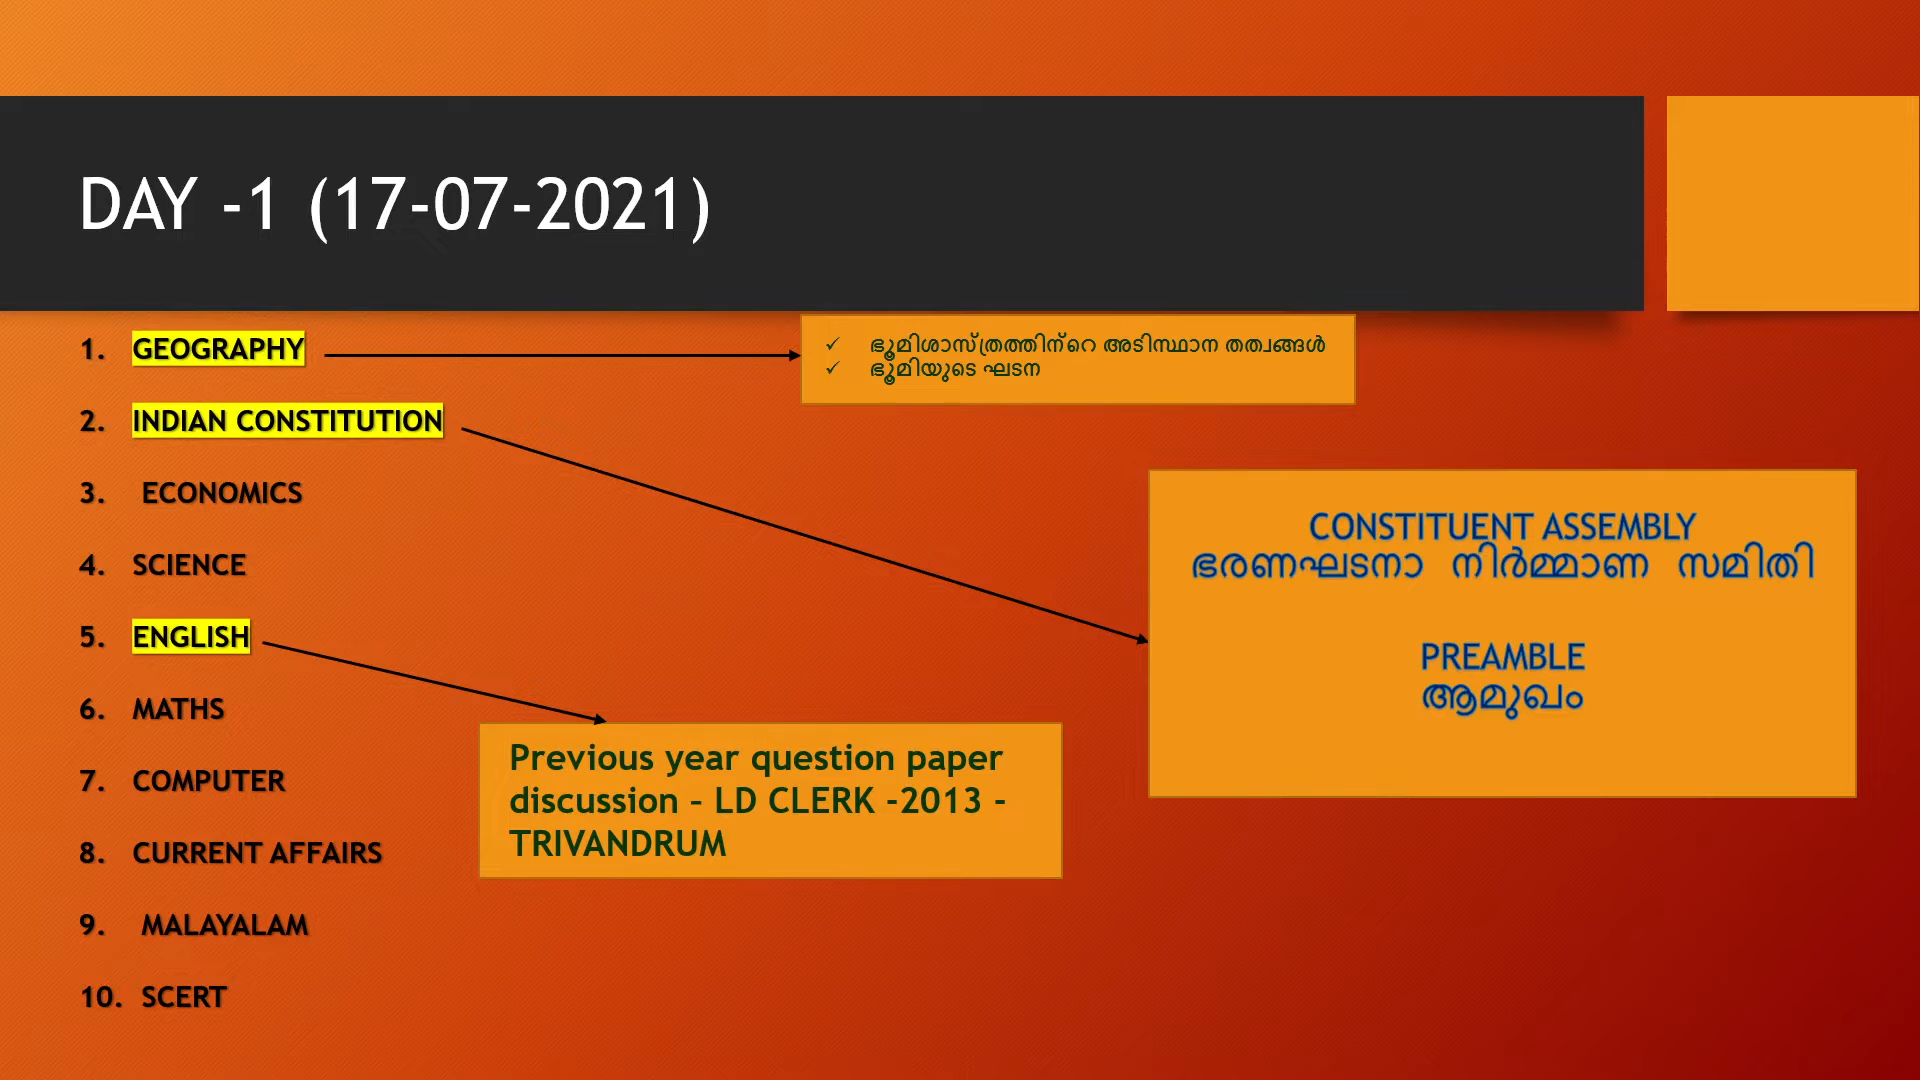 DAY -1 (17-07-2021)
1. GEOGRAPHY
✓ ഭൂമിശാസ്ത്രത്തിന്റെ അടിസ്ഥാന തത്വങ്ങൾ
✓ ഭൂമിയുടെ ഘടന
2. INDIAN CONSTITUTION
CONSTITUENT ASSEMBLY
ഭരണഘടനാ നിർമ്മാണ സമിതി
PREAMBLE
ആമുഖം
3. ECONOMICS
4. SCIENCE
5. ENGLISH
Previous year question paper
discussion – LD CLERK -2013 -
TRIVANDRUM
6. MATHS
7. COMPUTER
8. CURRENT AFFAIRS
9. MALAYALAM
10. SCERT